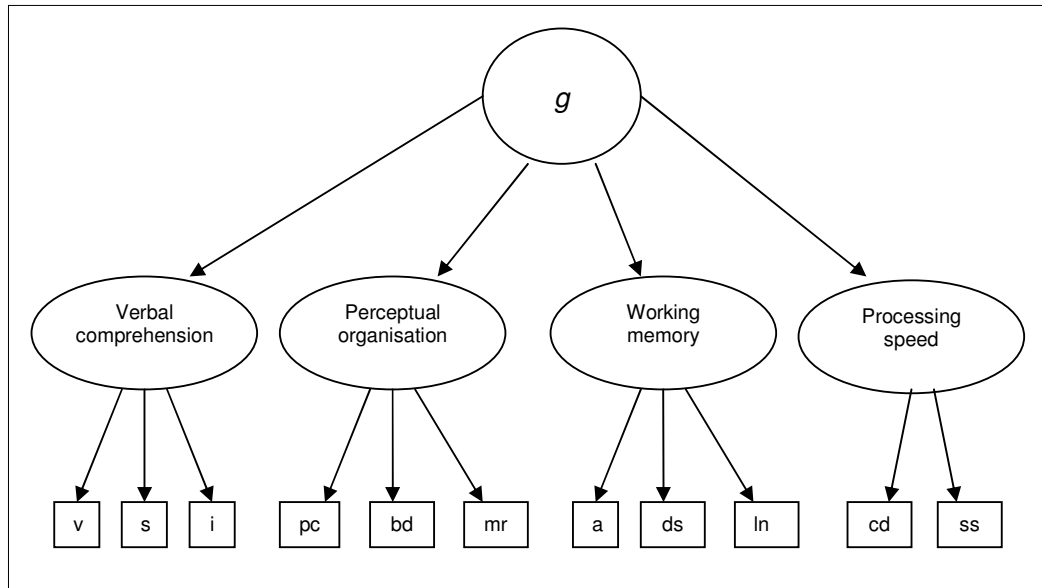 g
Verbal
comprehension
Perceptual
organisation
Working
memory
Processing
speed
v
s
i
pc
bd
mr
a
ds
ln
cd
ss